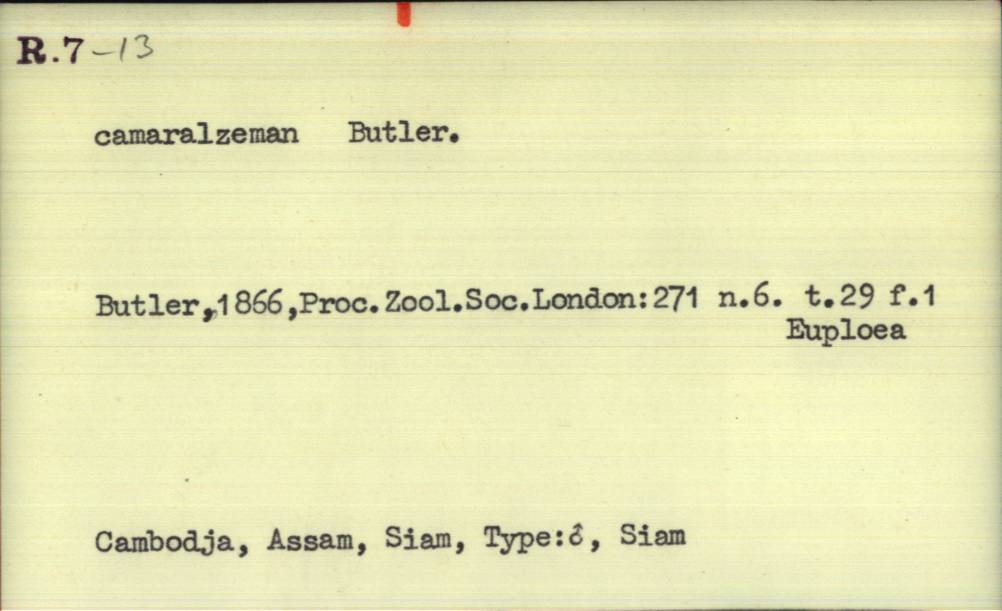 R.7-13
camaralzeman Butler.
Butler,1866,Proc.Zool.Soc.London:271 n.6. t.29 f.1
Euploea
Cambodja, Assam, Siam, Type:♂, Siam